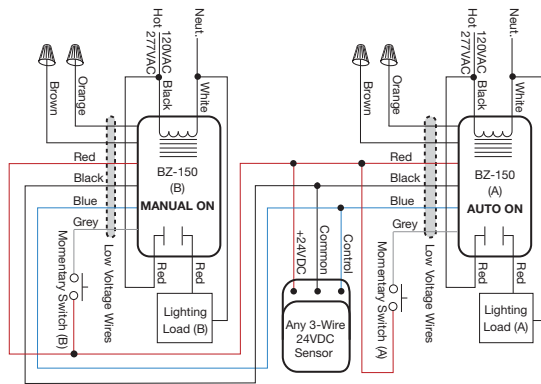 Neut.
Hot
120VAC
277VAC
Black
White
Orange
Brown
Red
Black
Blue
Grey
BZ-150
(B)
MANUAL ON
Low Voltage Wires
Momentary Switch (B)
Red
Red
Lighting
Load (B)
+24VDC
Common
Control
Any 3-Wire
24VDC
Sensor
Neut.
Hot
120VAC
277VAC
Black
White
Orange
Brown
Red
Black
Blue
Grey
BZ-150
(A)
AUTO ON
Low Voltage Wires
Momentary Switch (A)
Red
Red
Lighting
Load (A)